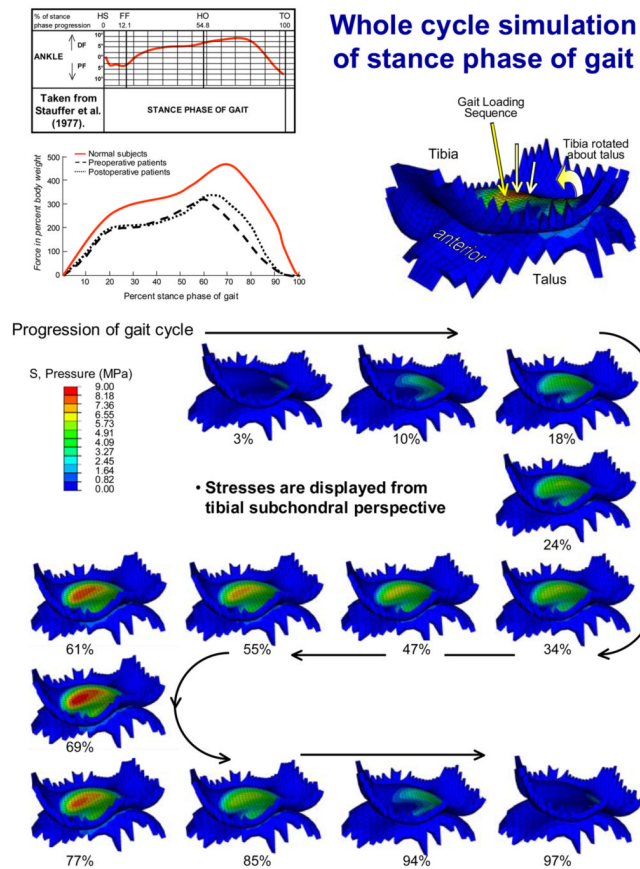 Whole cycle simulation
of stance phase of gait
% of stance
phase progression
HS FF HO TO
0 12.1 54.8 100
ANKLE
DF
PF
10°
5°
0°
5°
10°
Taken from
Stauffer et al.
(1977).
STANCE PHASE OF GAIT
Normal subjects
Preoperative patients
Postoperative patients
Force in percent body weight
500
400
300
200
100
0
10 20 30 40 50 60 70 80 90 100
Percent stance phase of gait
Gait Loading
Sequence
Tibia
Tibia rotated
about talus
anterior
Talus
Progression of gait cycle
S, Pressure (MPa)
9.00
8.18
7.36
6.55
5.73
4.91
4.09
3.27
2.45
1.64
0.82
0.00
3% 10% 18%
• Stresses are displayed from
tibial subchondral perspective
24%
61% 55% 47% 34%
69%
77% 85% 94% 97%